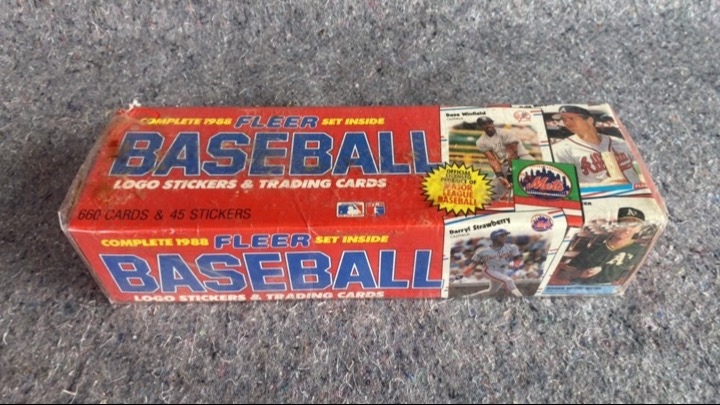 COMPLETE 1988 FLEER SET INSIDE
BASEBALL
LOGO STICKERS & TRADING CARDS
660 CARDS & 45 STICKERS
Dave Winfield
OFFICIAL
MAJOR
LEAGUE
BASEBALL
Mets
COMPLETE 1988 FLEER SET INSIDE
BASEBALL
LOGO STICKERS & TRADING CARDS
Darryl Strawberry
A's